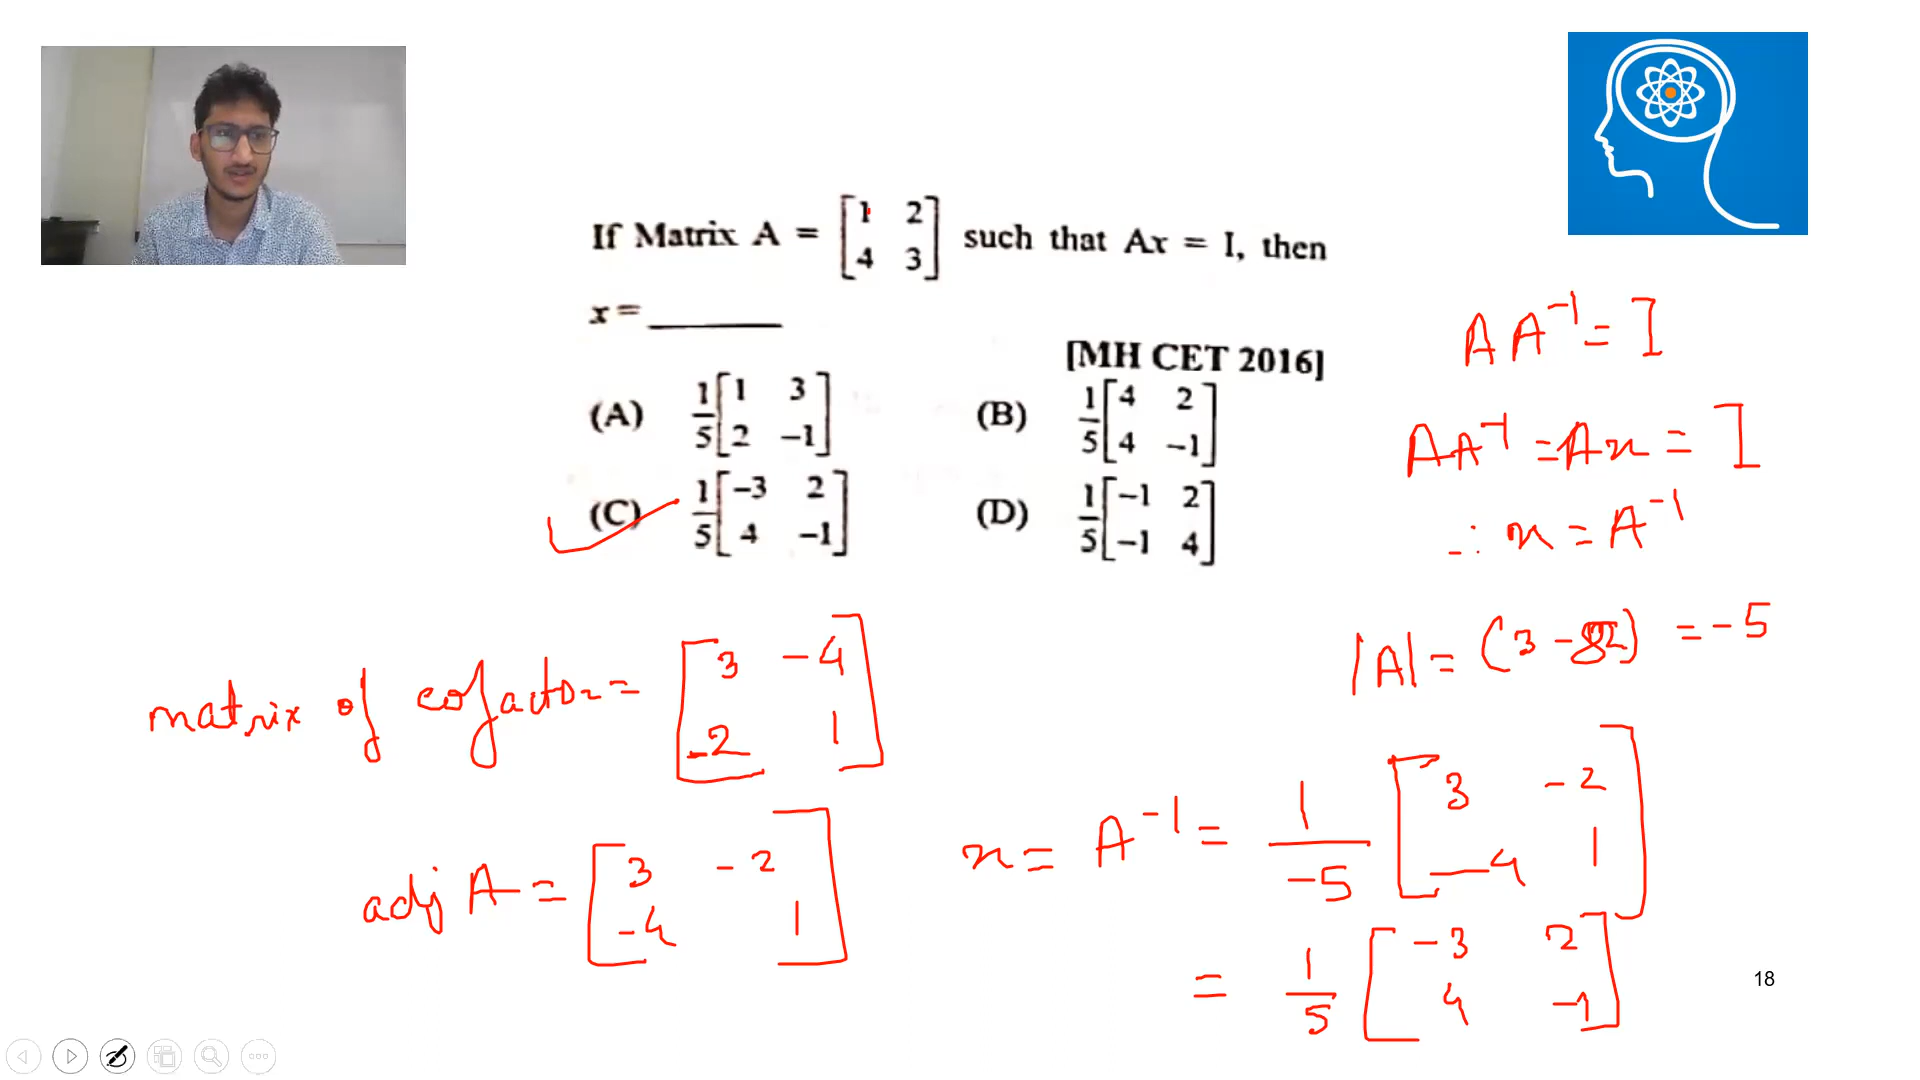 If Matrix A = [1 2; 4 3] such that Ax = I, then
x = ________
[MH CET 2016]
(A) 1/5 [1 3; 2 −1] (B) 1/5 [4 2; 4 −1]
(C) 1/5 [−3 2; 4 −1] (D) 1/5 [−1 2; −1 4]
A A⁻¹ = I
AA⁻¹ = Ax = I
∴ x = A⁻¹
|A| = (3 − 8) = −5
matrix of cofactor = [3 −4; −2 1]
adj A = [3 −2; −4 1]
x = A⁻¹ = 1/−5 [3 −2; −4 1]
= 1/5 [−3 2; 4 −1]
18